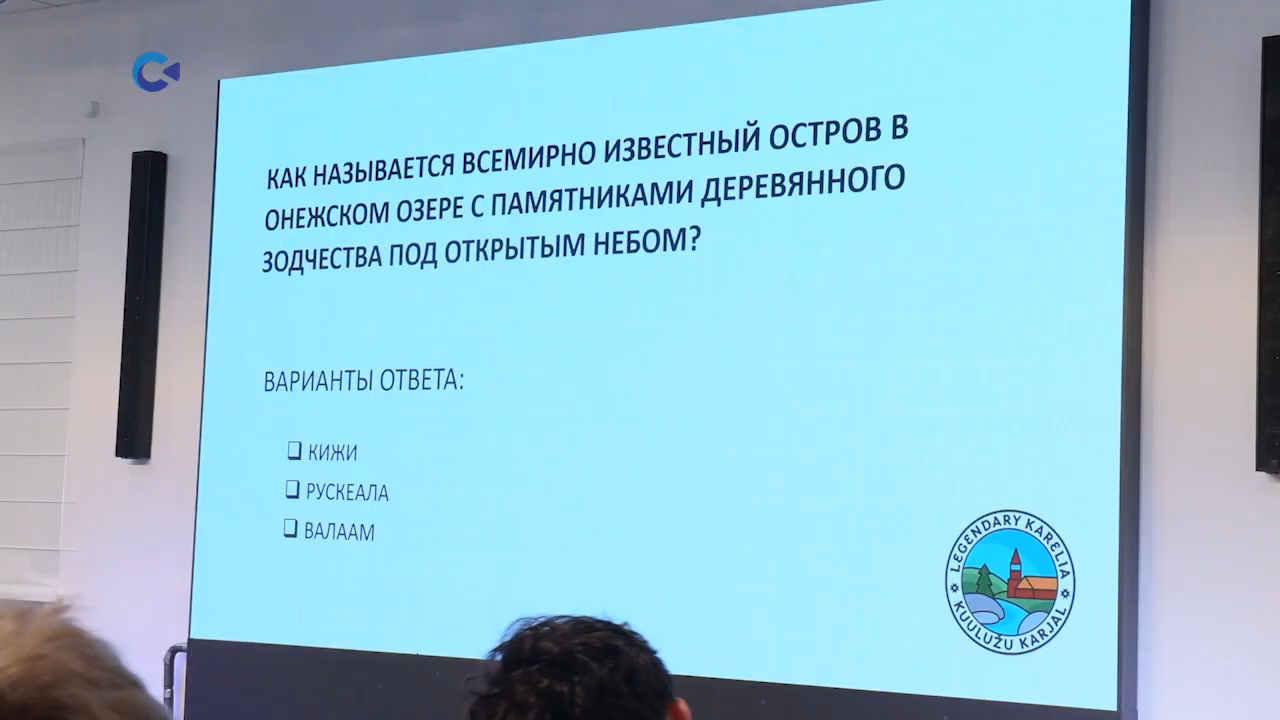 КАК НАЗЫВАЕТСЯ ВСЕМИРНО ИЗВЕСТНЫЙ ОСТРОВ В
ОНЕЖСКОМ ОЗЕРЕ С ПАМЯТНИКАМИ ДЕРЕВЯННОГО
ЗОДЧЕСТВА ПОД ОТКРЫТЫМ НЕБОМ?
ВАРИАНТЫ ОТВЕТА:
КИЖИ
РУСКЕАЛА
ВАЛААМ
LEGENDARY KARELIA
KUULUŽU KARJAL